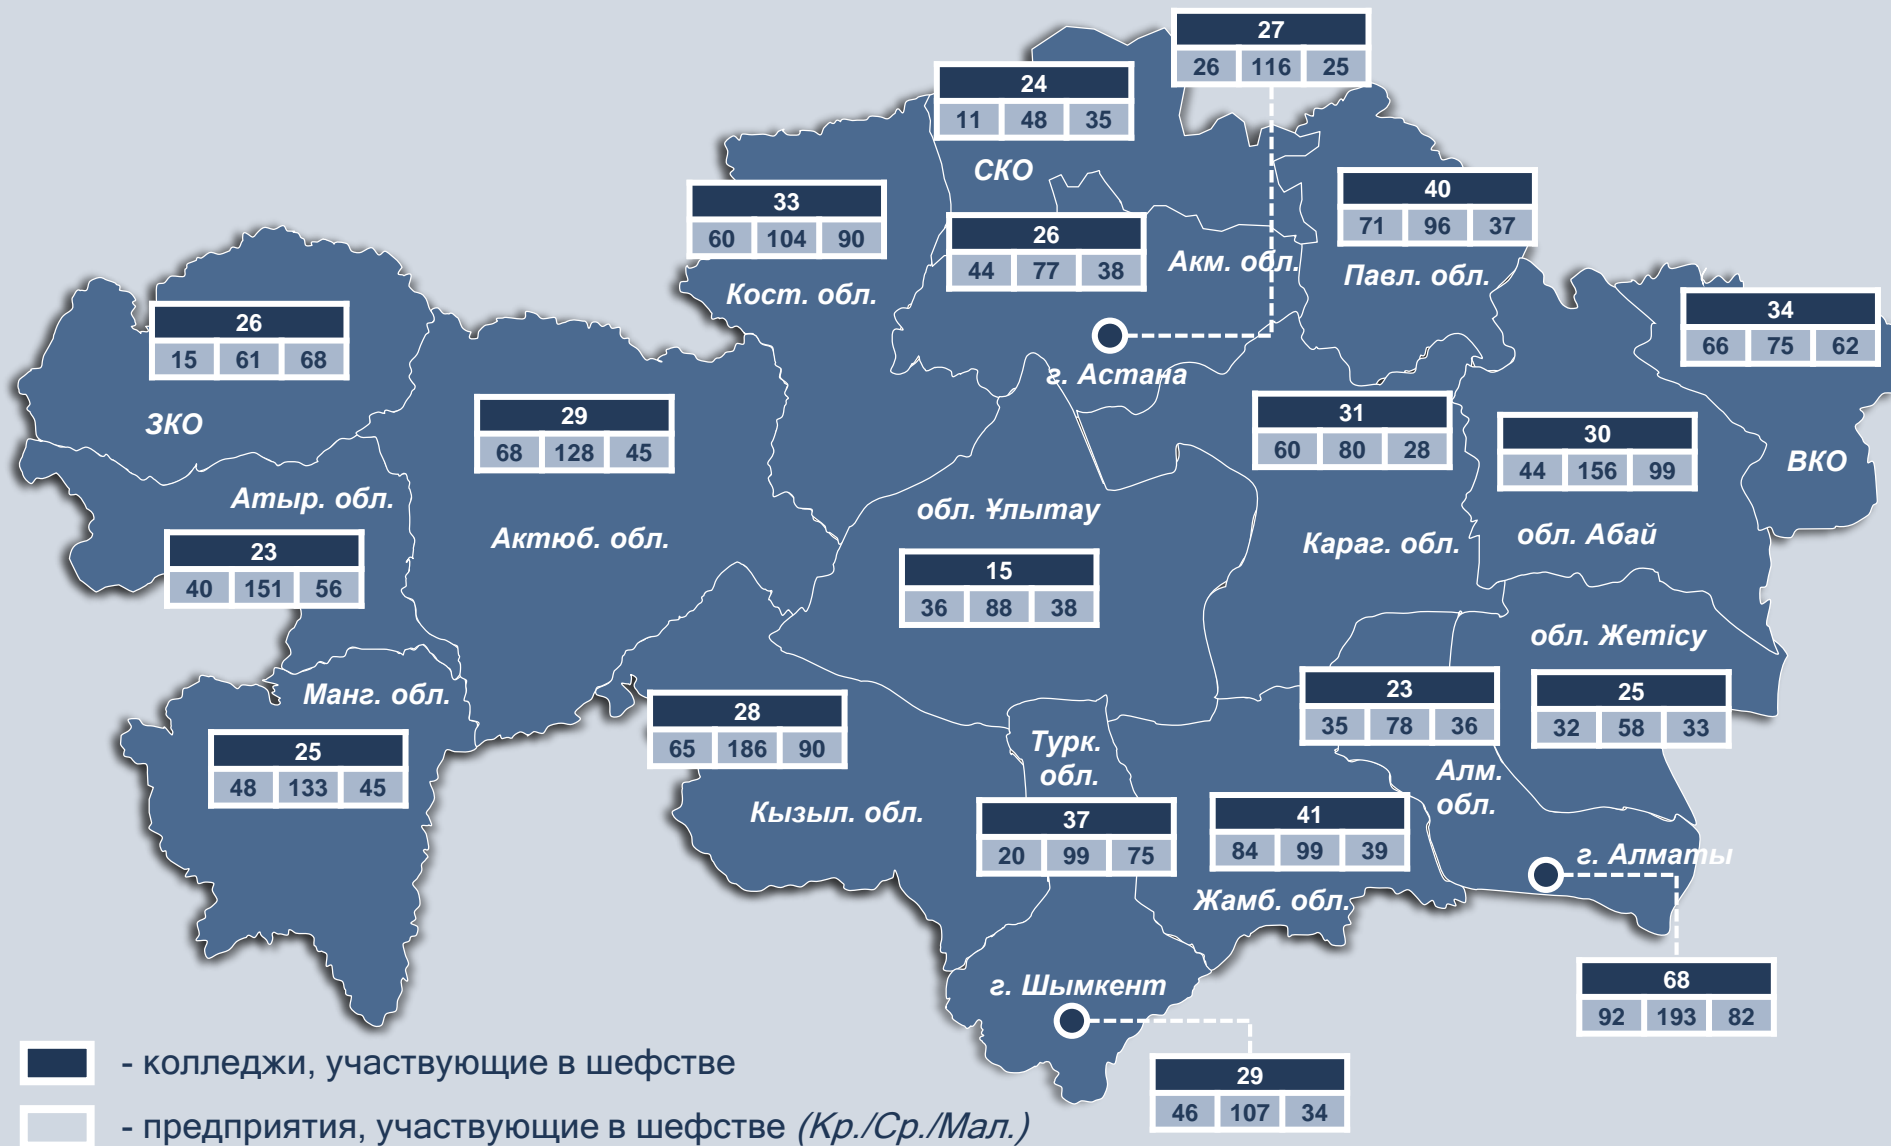 27
26 116 25
24
11 48 35
СКО
33
60 104 90
Кост. обл.
26
44 77 38
Акм. обл.
г. Астана
40
71 96 37
Павл. обл.
34
66 75 62
ВКО
26
15 61 68
ЗКО
29
68 128 45
Актюб. обл.
31
60 80 28
Караг. обл.
30
44 156 99
обл. Абай
Атыр. обл.
23
40 151 56
обл. Ұлытау
15
36 88 38
обл. Жетісу
25
32 58 33
23
35 78 36
Алм.
обл.
Манг. обл.
25
48 133 45
28
65 186 90
Кызыл. обл.
Турк.
обл.
37
20 99 75
41
84 99 39
Жамб. обл.
г. Алматы
68
92 193 82
г. Шымкент
29
46 107 34
- колледжи, участвующие в шефстве
- предприятия, участвующие в шефстве (Кр./Ср./Мал.)